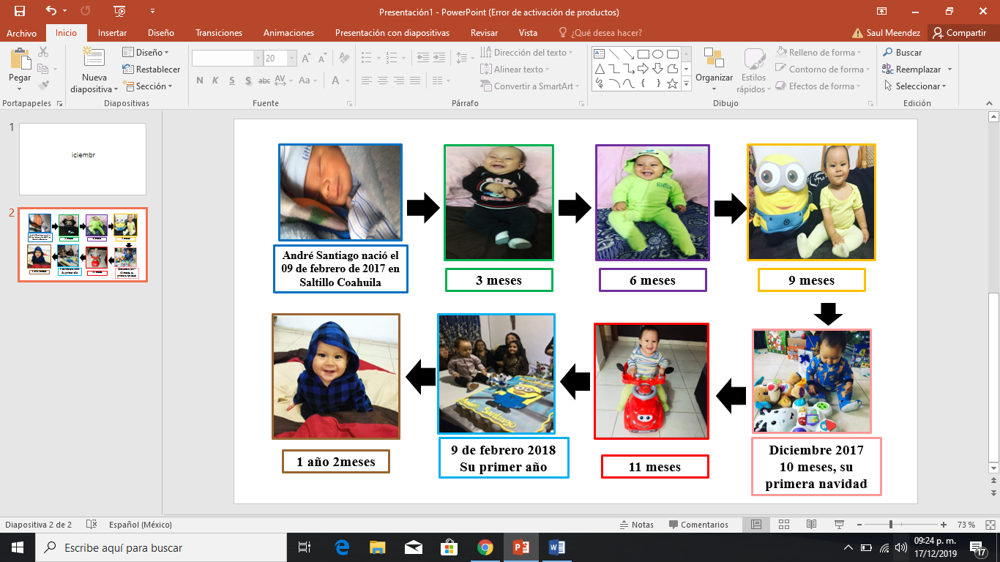 Presentación1 - PowerPoint (Error de activación de productos)
Archivo
Inicio
Insertar
Diseño
Transiciones
Animaciones
Presentación con diapositivas
Revisar
Vista
¿Qué desea hacer?
Saul Meendez
Compartir
Pegar
Nueva
diapositiva
Diseño
Restablecer
Sección
20
N K S S abc AV Aa A
Dirección del texto
Alinear texto
Convertir a SmartArt
Organizar
Estilos
rápidos
Relleno de forma
Contorno de forma
Efectos de forma
Buscar
Reemplazar
Seleccionar
Portapapeles
Diapositivas
Fuente
Párrafo
Dibujo
Edición
1
iciembr
2
André Santiago nació el
09 de febrero de 2017 en
Saltillo Coahuila
3 meses
6 meses
9 meses
1 año 2meses
9 de febrero 2018
Su primer año
11 meses
Diciembre 2017
10 meses, su
primera navidad
André Santiago
Diapositiva 2 de 2
Español (México)
Notas
Comentarios
73 %
Escribe aquí para buscar
09:24 p. m.
17/12/2019
17